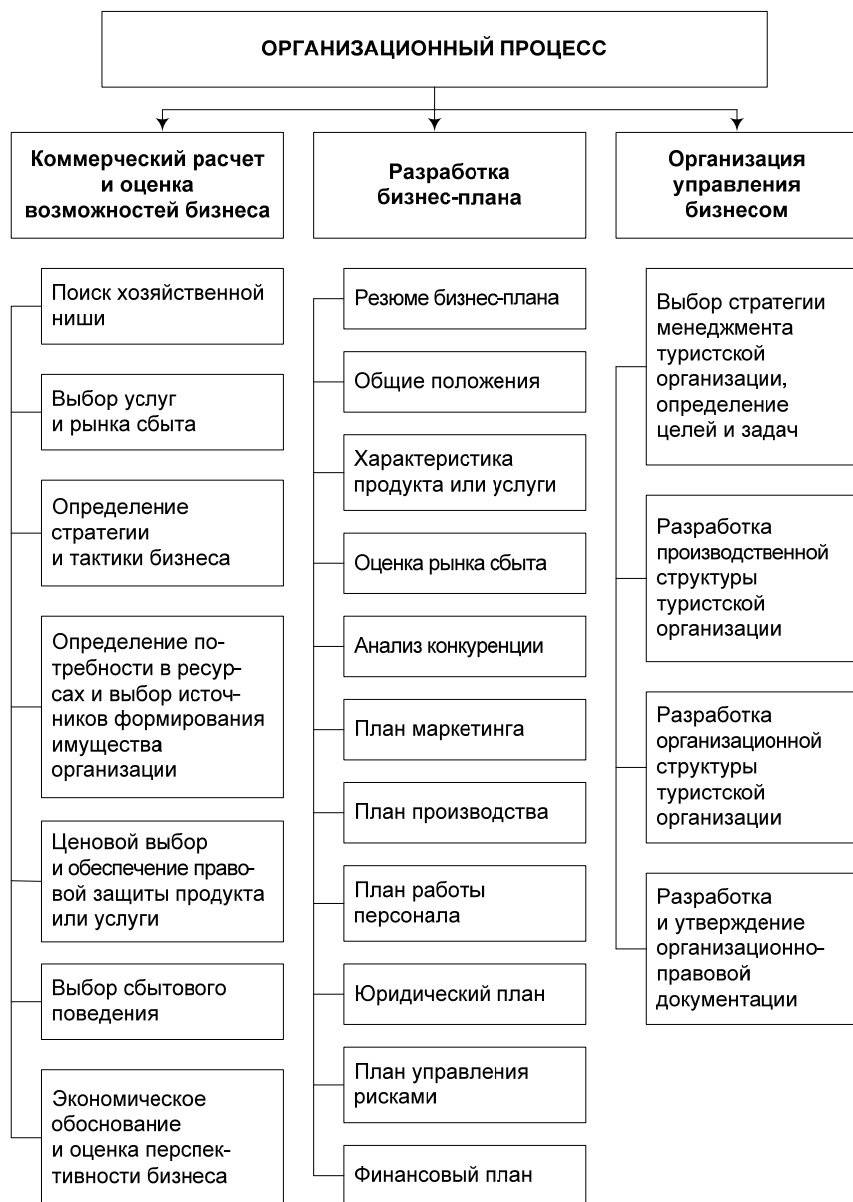 ОРГАНИЗАЦИОННЫЙ ПРОЦЕСС
Коммерческий расчет
и оценка
возможностей бизнеса
Поиск хозяйственной
ниши
Выбор услуг
и рынка сбыта
Определение
стратегии
и тактики бизнеса
Определение по-
требности в ресур-
сах и выбор источ-
ников формирования
имущества
организации
Ценовой выбор
и обеспечение право-
вой защиты продукта
или услуги
Выбор сбытового
поведения
Экономическое
обоснование
и оценка перспек-
тивности бизнеса
Разработка
бизнес-плана
Резюме бизнес-плана
Общие положения
Характеристика
продукта или услуги
Оценка рынка сбыта
Анализ конкуренции
План маркетинга
План производства
План работы
персонала
Юридический план
План управления
рисками
Финансовый план
Организация
управления
бизнесом
Выбор стратегии
менеджмента
туристской
организации,
определение
целей и задач
Разработка
производственной
структуры
туристской
организации
Разработка
организационной
структуры
туристской
организации
Разработка
и утверждение
организационно-
правовой
документации